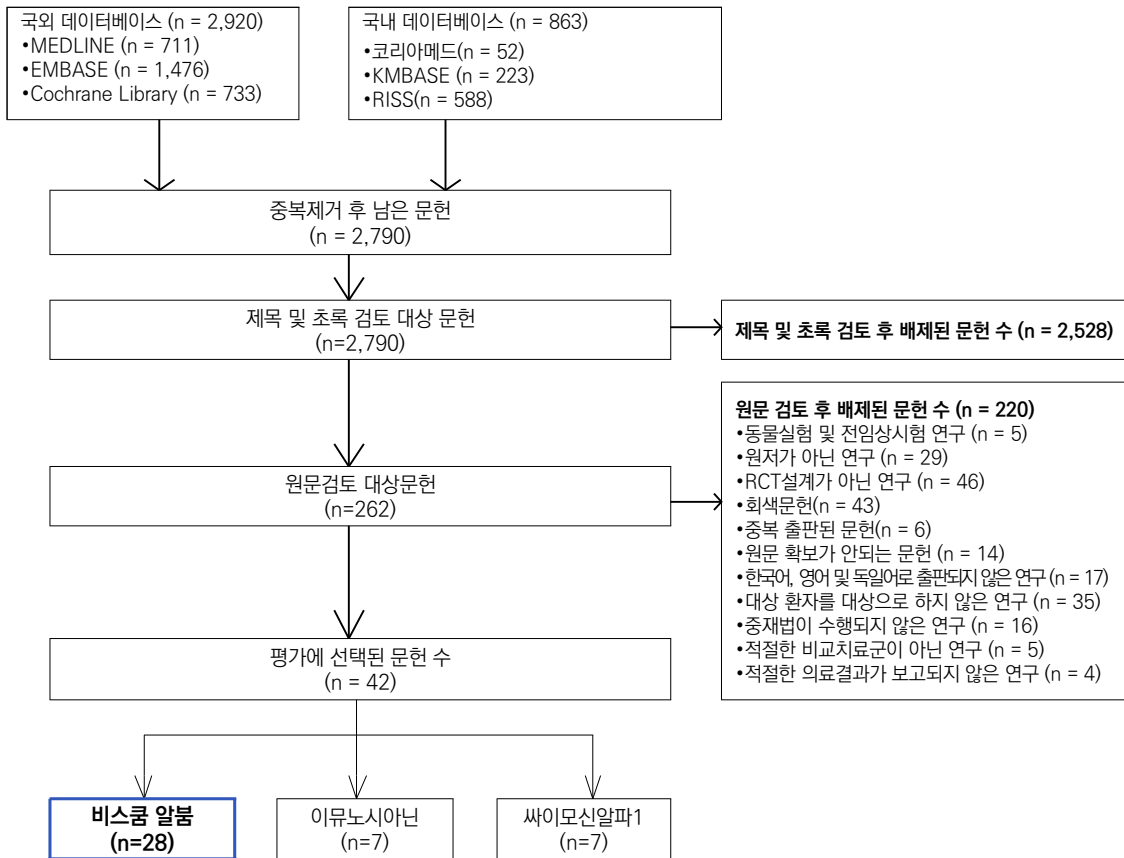 국외 데이터베이스 (n = 2,920)
•MEDLINE (n = 711)
•EMBASE (n = 1,476)
•Cochrane Library (n = 733)
국내 데이터베이스 (n = 863)
•코리아메드(n = 52)
•KMBASE (n = 223)
•RISS(n = 588)
중복제거 후 남은 문헌
(n = 2,790)
제목 및 초록 검토 대상 문헌
(n=2,790)
제목 및 초록 검토 후 배제된 문헌 수 (n = 2,528)
원문검토 대상문헌
(n=262)
원문 검토 후 배제된 문헌 수 (n = 220)
•동물실험 및 전임상시험 연구 (n = 5)
•원저가 아닌 연구 (n = 29)
•RCT설계가 아닌 연구 (n = 46)
•회색문헌(n = 43)
•중복 출판된 문헌(n = 6)
•원문 확보가 안되는 문헌 (n = 14)
•한국어, 영어 및 독일어로 출판되지 않은 연구 (n = 17)
•대상 환자를 대상으로 하지 않은 연구 (n = 35)
•중재법이 수행되지 않은 연구 (n = 16)
•적절한 비교치료군이 아닌 연구 (n = 5)
•적절한 의료결과가 보고되지 않은 연구 (n = 4)
평가에 선택된 문헌 수
(n = 42)
비스쿰 알붐
(n=28)
이뮤노시아닌
(n=7)
싸이모신알파1
(n=7)